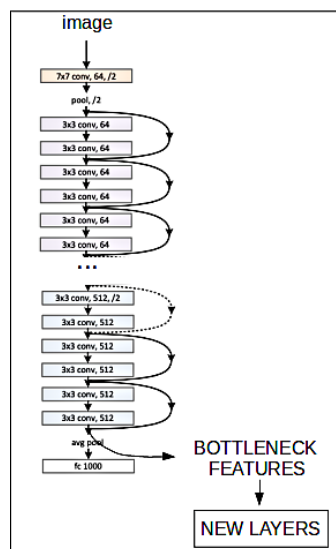 image
7x7 conv, 64, /2
pool, /2
3x3 conv, 64
3x3 conv, 64
3x3 conv, 64
3x3 conv, 64
3x3 conv, 64
3x3 conv, 64
...
3x3 conv, 512, /2
3x3 conv, 512
3x3 conv, 512
3x3 conv, 512
3x3 conv, 512
3x3 conv, 512
avg pool
fc 1000
BOTTLENECK
FEATURES
NEW LAYERS